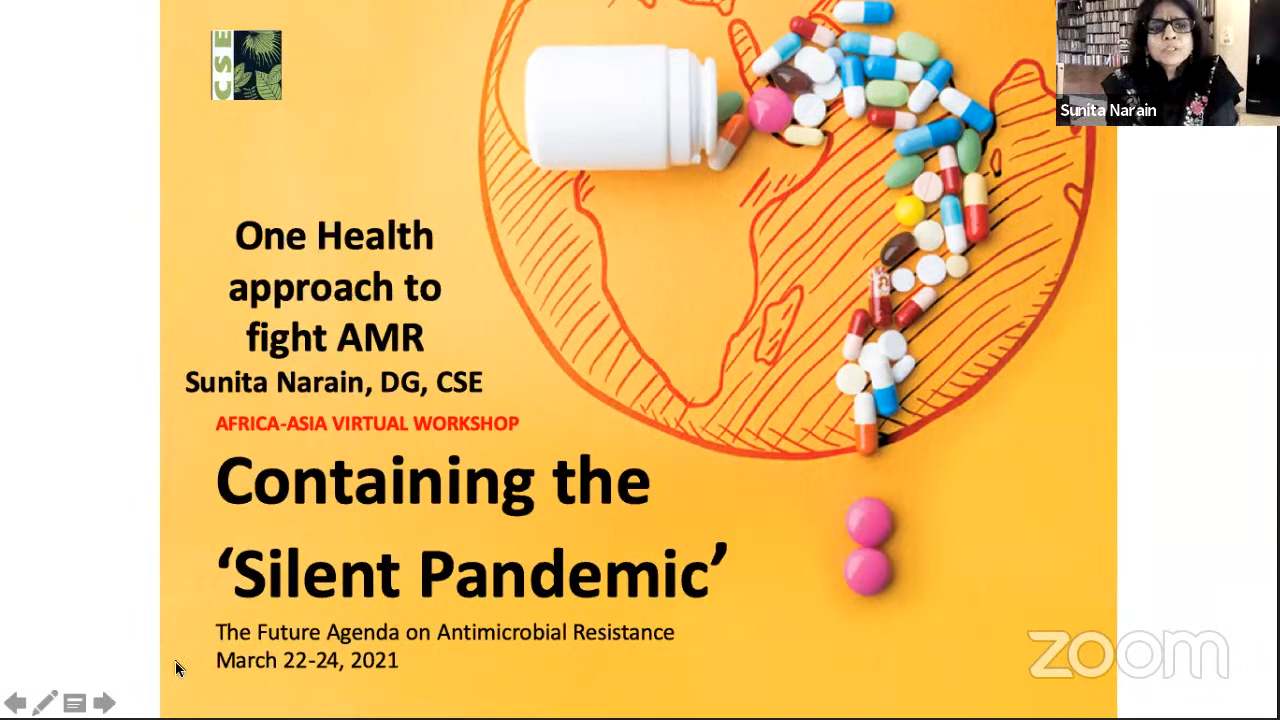 CSE
Sunita Narain
One Health
approach to
fight AMR
Sunita Narain, DG, CSE
AFRICA-ASIA VIRTUAL WORKSHOP
Containing the
‘Silent Pandemic’
The Future Agenda on Antimicrobial Resistance
March 22-24, 2021
zoom